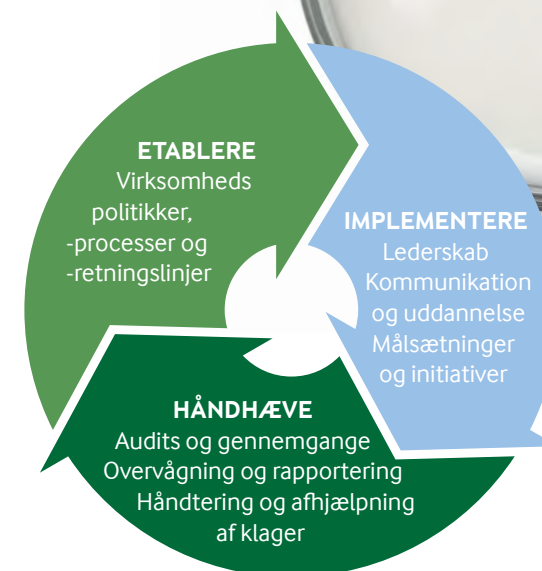 ETABLERE
Virksomheds
politikker,
-processer og
-retningslinjer
IMPLEMENTERE
Lederskab
Kommunikation
og uddannelse
Målsætninger
og initiativer
HÅNDHÆVE
Audits og gennemgange
Overvågning og rapportering
Håndtering og afhjælpning
af klager